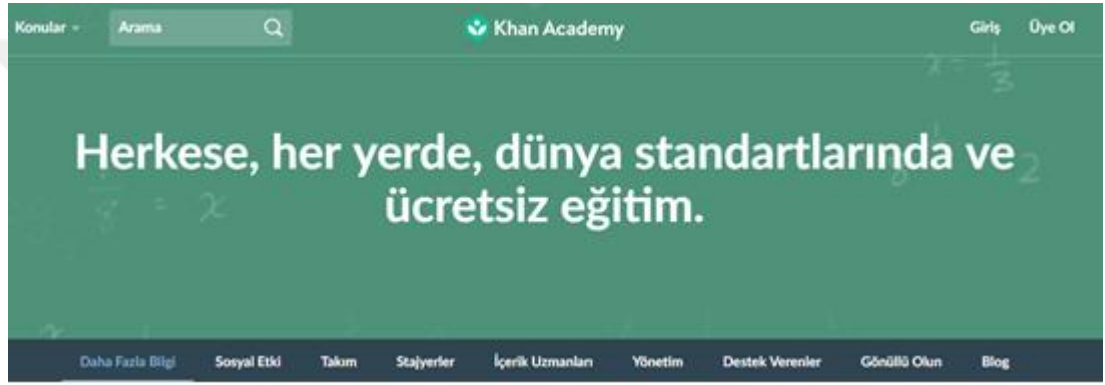 Konular Arama Khan Academy Giriş Üye Ol
Herkese, her yerde, dünya standartlarında ve
ücretsiz eğitim.
Daha Fazla Bilgi Sosyal Etki Takım Stajyerler İçerik Uzmanları Yönetim Destek Verenler Gönüllü Olun Blog